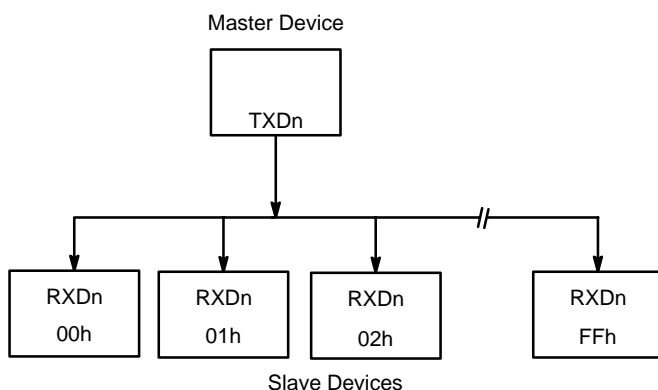 Master Device
TXDn
RXDn RXDn RXDn RXDn
00h 01h 02h FFh
Slave Devices